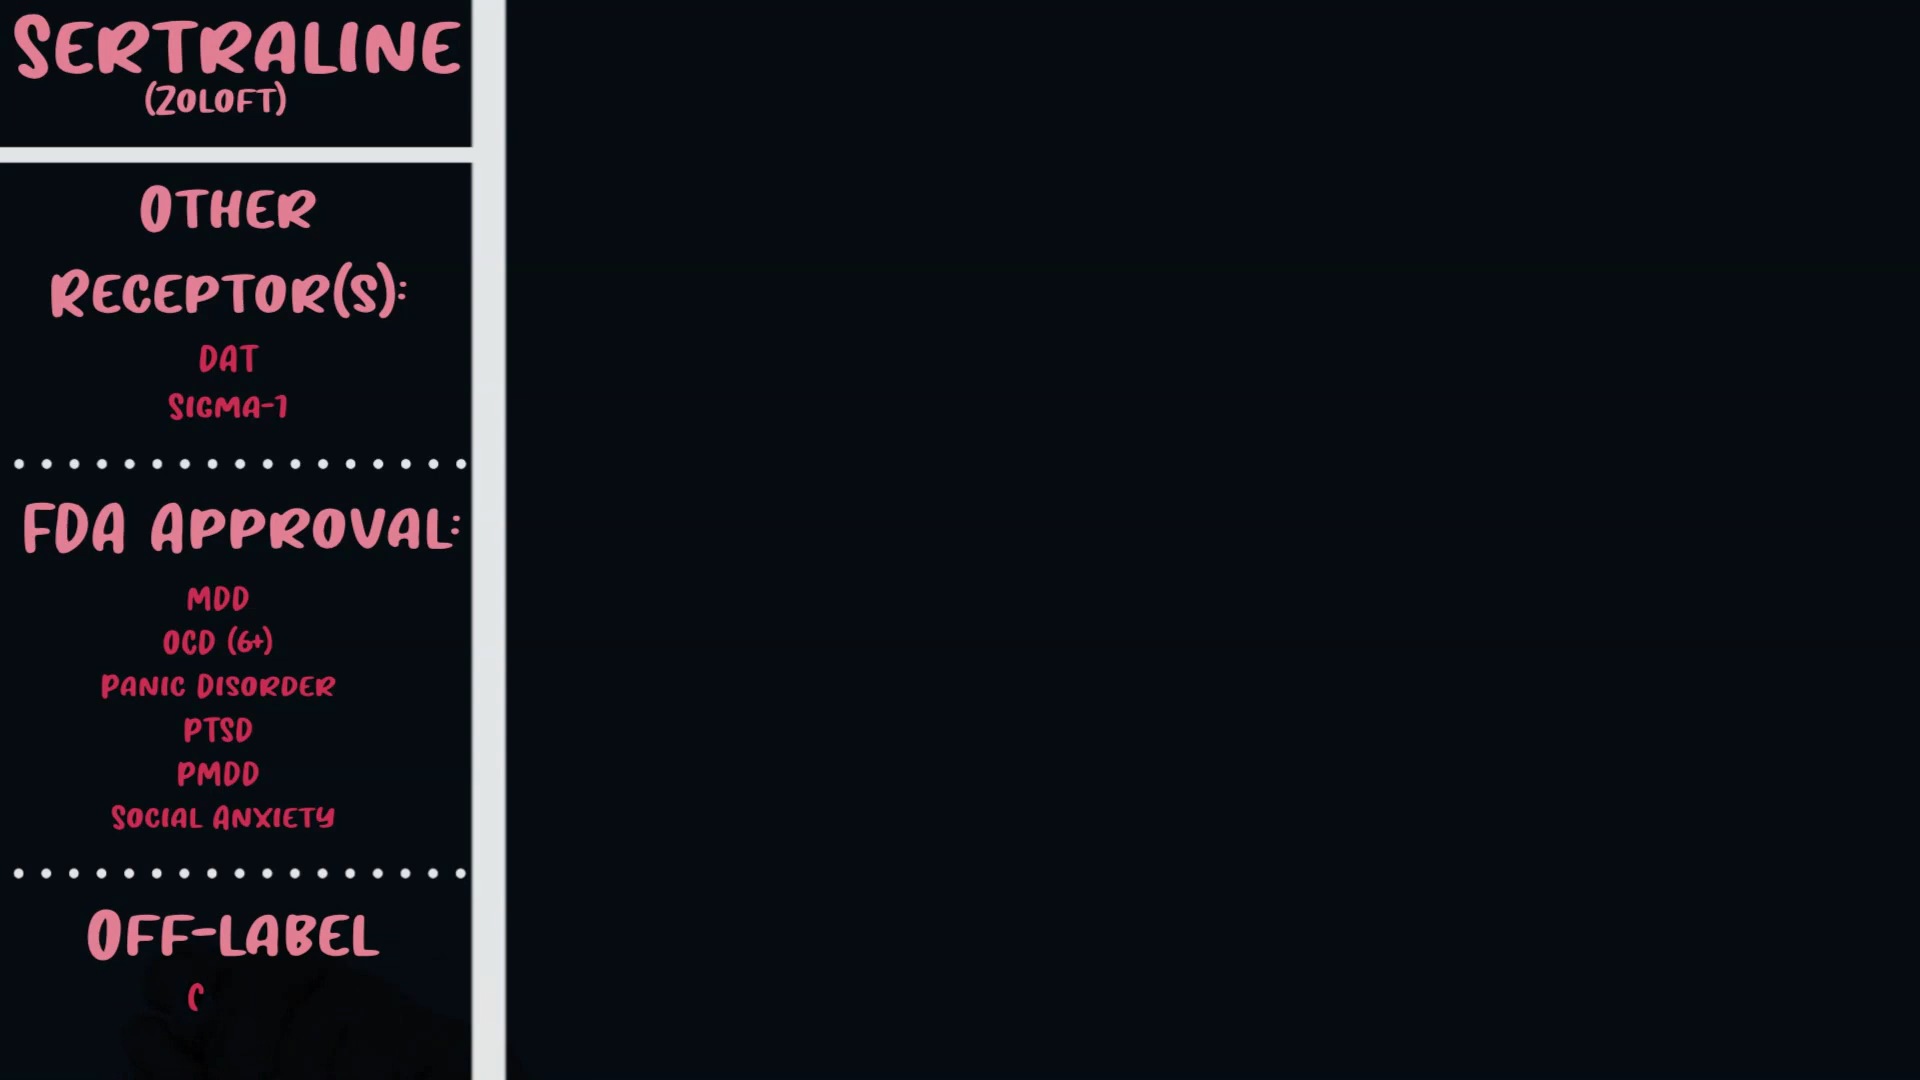 SERTRALINE
(ZOLOFT)
OTHER
RECEPTOR(S):
DAT
SIGMA-1
FDA APPROVAL:
MDD
OCD (6+)
PANIC DISORDER
PTSD
PMDD
SOCIAL ANXIETY
OFF-LABEL
C